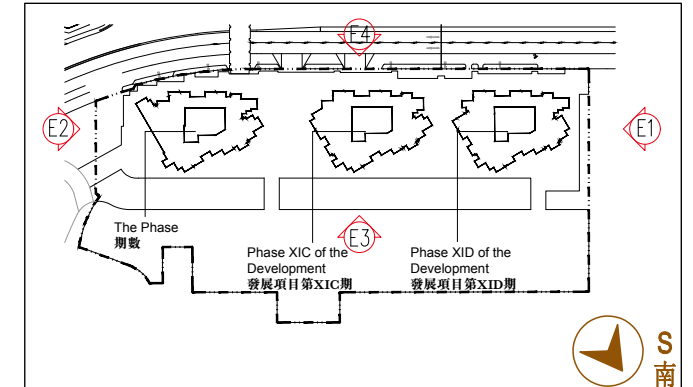 E4
E2
E1
The Phase
期數
E3
Phase XIC of the
Development
發展項目第XIC期
Phase XID of the
Development
發展項目第XID期
S
南